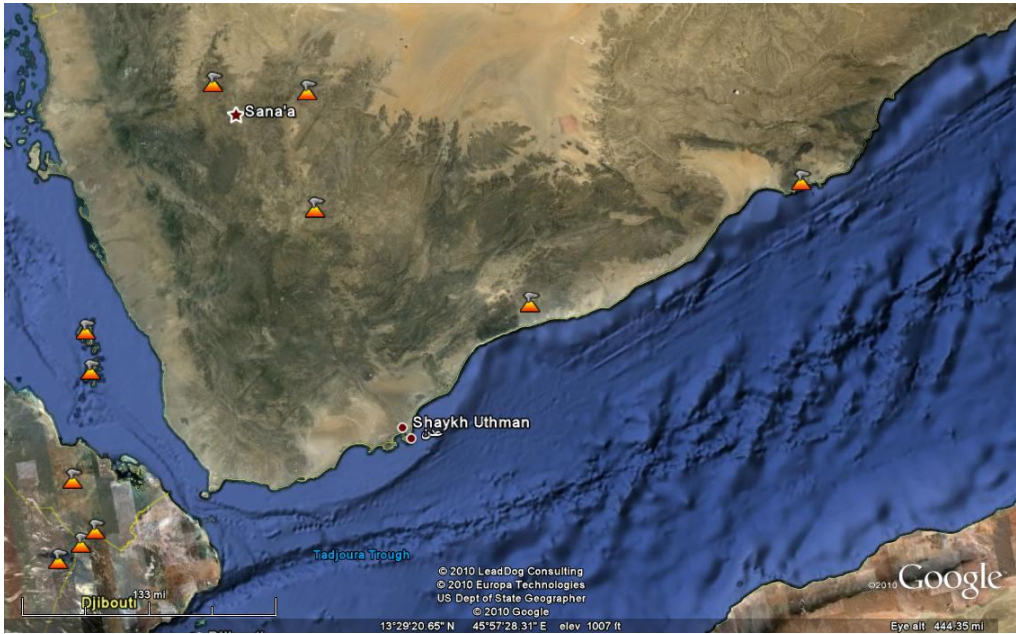 Sana'a
Shaykh Uthman
عدن
Tadjoura Trough
© 2010 LeadDog Consulting
© 2010 Europa Technologies
US Dept of State Geographer
© 2010 Google
©2010 Google
133 mi
Djibouti
13°29'20.65" N 45°57'28.31" E elev 1007 ft
Eye alt 444.35 mi